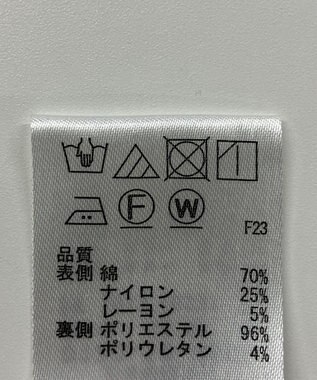 F W
F23
品質
表側 綿 70%
ナイロン 25%
レーヨン 5%
裏側 ポリエステル 96%
ポリウレタン 4%